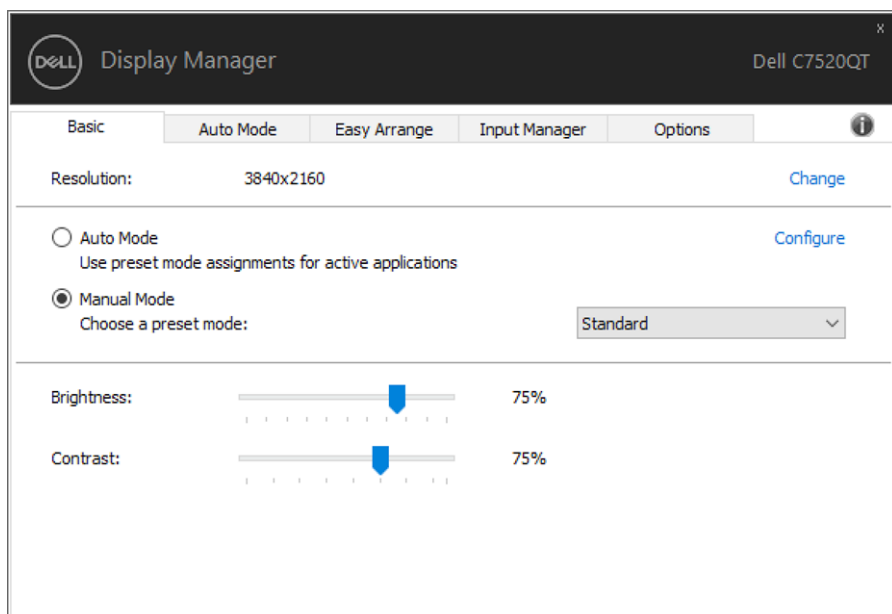 x
DELL Display Manager Dell C7520QT
Basic Auto Mode Easy Arrange Input Manager Options i
Resolution: 3840x2160 Change
Auto Mode Configure
Use preset mode assignments for active applications
Manual Mode
Choose a preset mode: Standard
Brightness: 75%
Contrast: 75%